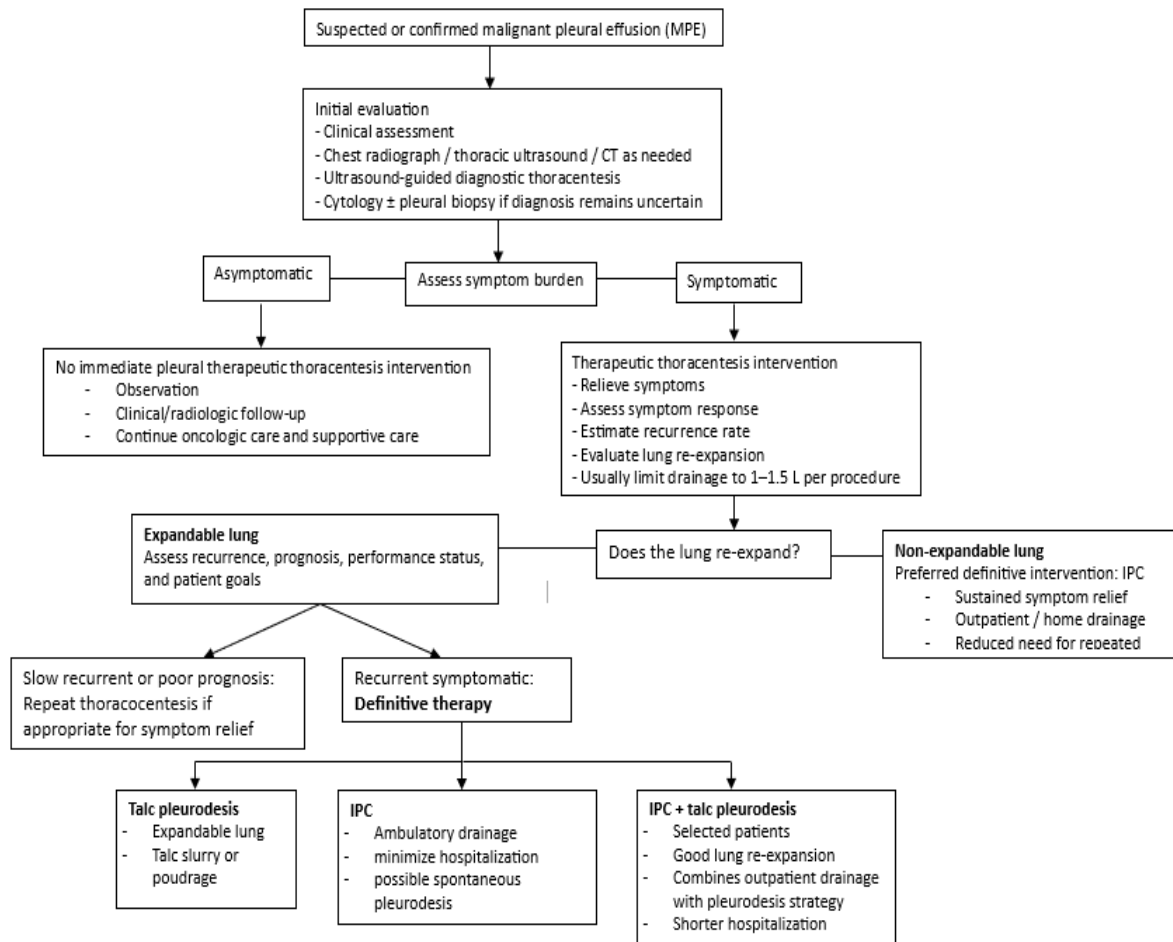 Suspected or confirmed malignant pleural effusion (MPE)
Initial evaluation
- Clinical assessment
- Chest radiograph / thoracic ultrasound / CT as needed
- Ultrasound-guided diagnostic thoracentesis
- Cytology ± pleural biopsy if diagnosis remains uncertain
Asymptomatic
Assess symptom burden
Symptomatic
No immediate pleural therapeutic thoracentesis intervention
- Observation
- Clinical/radiologic follow-up
- Continue oncologic care and supportive care
Therapeutic thoracentesis intervention
- Relieve symptoms
- Assess symptom response
- Estimate recurrence rate
- Evaluate lung re-expansion
- Usually limit drainage to 1–1.5 L per procedure
Expandable lung
Assess recurrence, prognosis, performance status,
and patient goals
Does the lung re-expand?
Non-expandable lung
Preferred definitive intervention: IPC
- Sustained symptom relief
- Outpatient / home drainage
- Reduced need for repeated
Slow recurrent or poor prognosis:
Repeat thoracocentesis if
appropriate for symptom relief
Recurrent symptomatic:
Definitive therapy
Talc pleurodesis
- Expandable lung
- Talc slurry or
poudrage
IPC
- Ambulatory drainage
- minimize hospitalization
- possible spontaneous
pleurodesis
IPC + talc pleurodesis
- Selected patients
- Good lung re-expansion
- Combines outpatient drainage
with pleurodesis strategy
- Shorter hospitalization